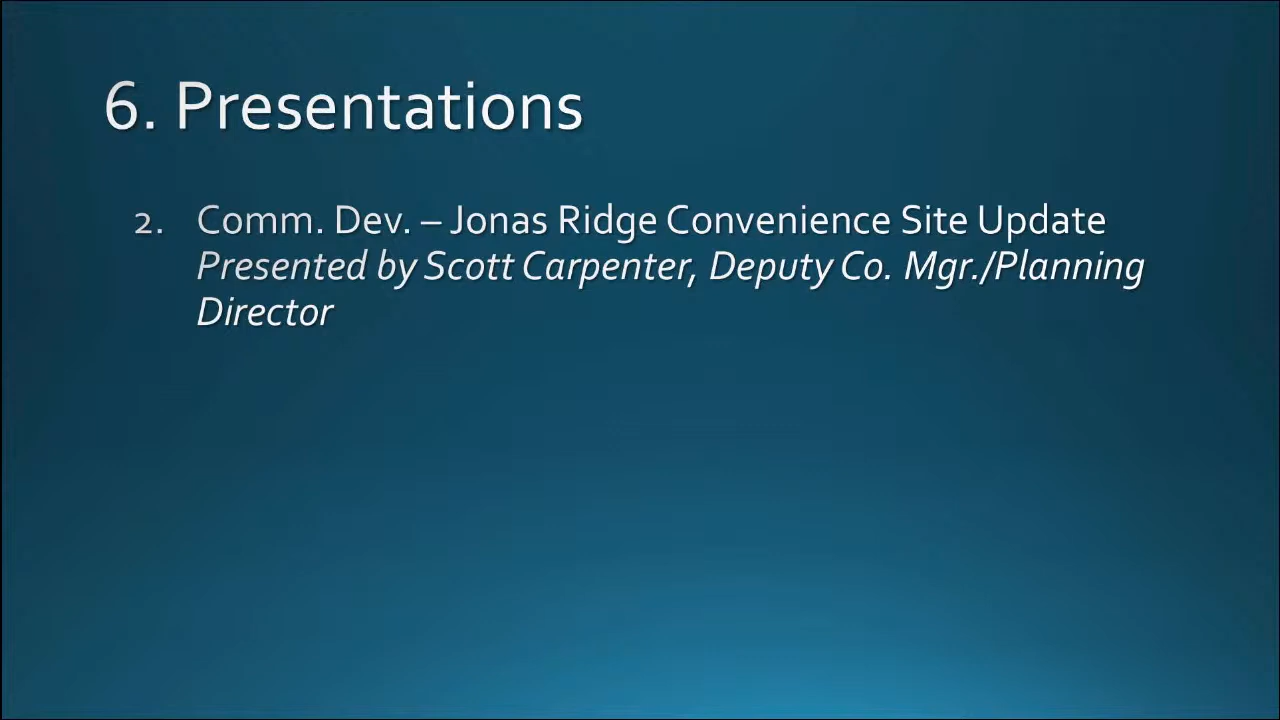 6. Presentations
2. Comm. Dev. – Jonas Ridge Convenience Site Update
Presented by Scott Carpenter, Deputy Co. Mgr./Planning
Director